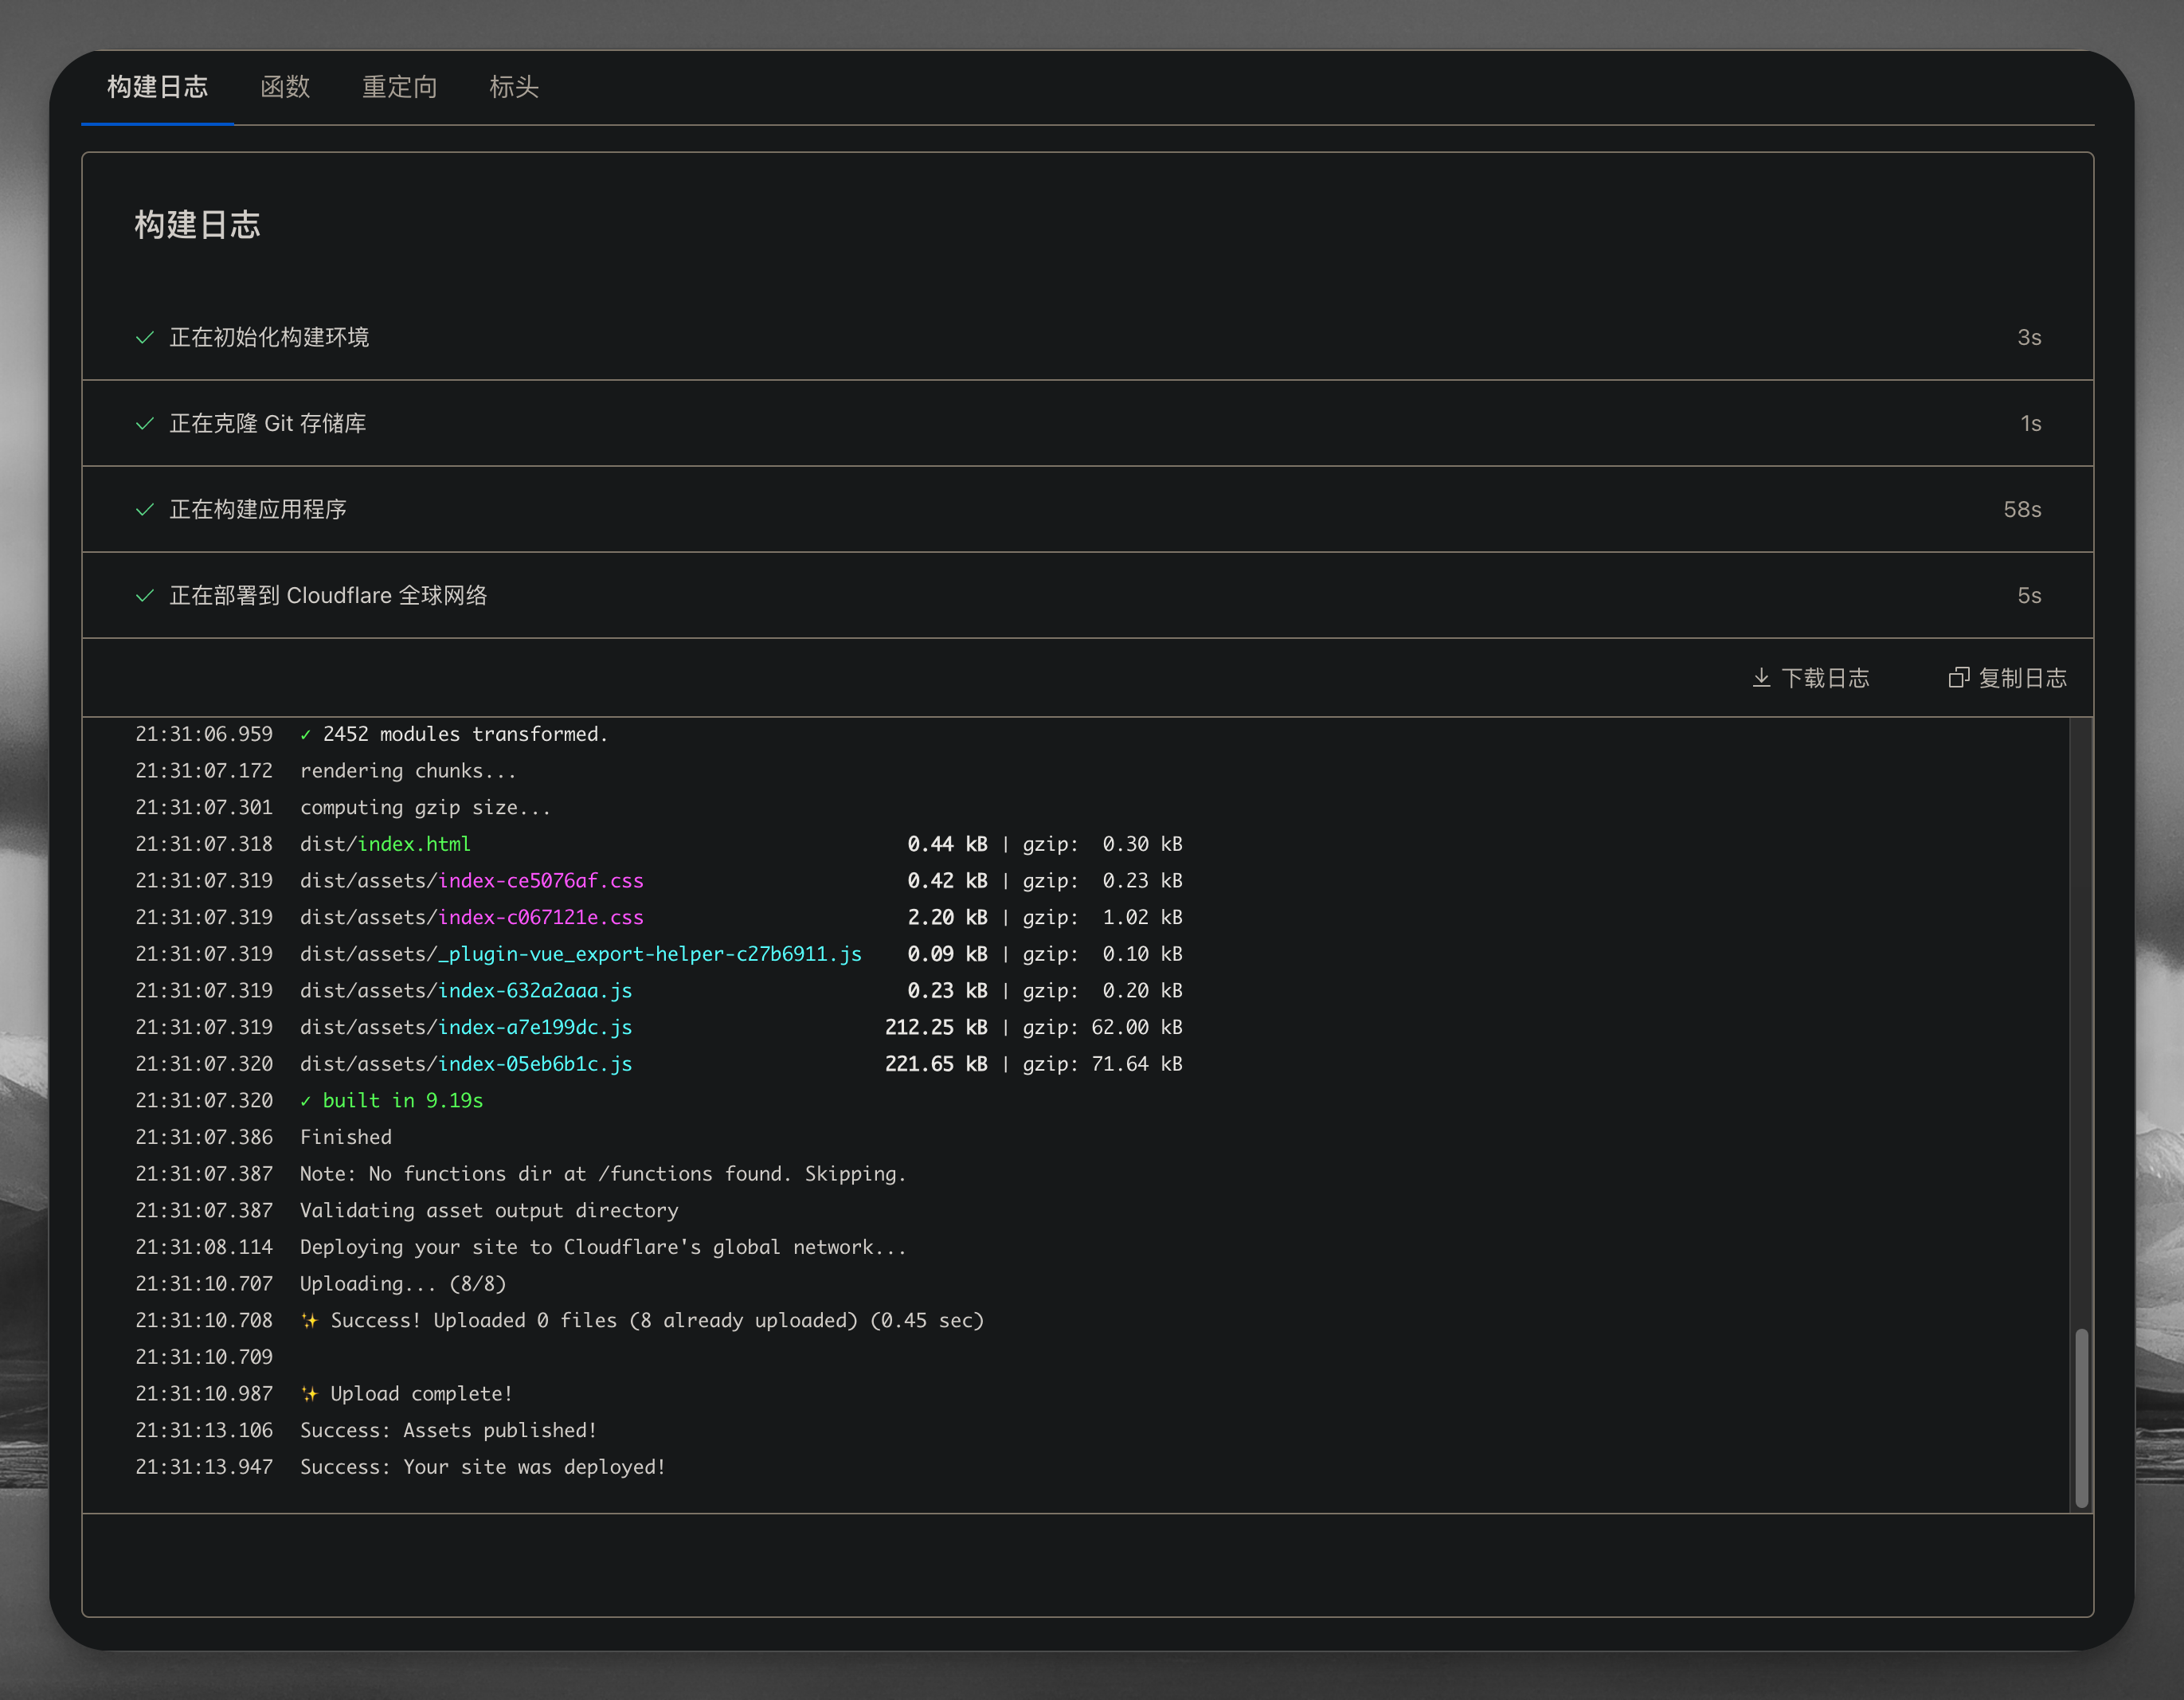 构建日志 函数 重定向 标头
构建日志
正在初始化构建环境 3s
正在克隆 Git 存储库 1s
正在构建应用程序 58s
正在部署到 Cloudflare 全球网络 5s
下载日志 复制日志
21:31:06.959 ✓ 2452 modules transformed.
21:31:07.172 rendering chunks...
21:31:07.301 computing gzip size...
21:31:07.318 dist/index.html 0.44 kB | gzip: 0.30 kB
21:31:07.319 dist/assets/index-ce5076af.css 0.42 kB | gzip: 0.23 kB
21:31:07.319 dist/assets/index-c067121e.css 2.20 kB | gzip: 1.02 kB
21:31:07.319 dist/assets/_plugin-vue_export-helper-c27b6911.js 0.09 kB | gzip: 0.10 kB
21:31:07.319 dist/assets/index-632a2aaa.js 0.23 kB | gzip: 0.20 kB
21:31:07.319 dist/assets/index-a7e199dc.js 212.25 kB | gzip: 62.00 kB
21:31:07.320 dist/assets/index-05eb6b1c.js 221.65 kB | gzip: 71.64 kB
21:31:07.320 ✓ built in 9.19s
21:31:07.386 Finished
21:31:07.387 Note: No functions dir at /functions found. Skipping.
21:31:07.387 Validating asset output directory
21:31:08.114 Deploying your site to Cloudflare's global network...
21:31:10.707 Uploading... (8/8)
21:31:10.708 ✨ Success! Uploaded 0 files (8 already uploaded) (0.45 sec)
21:31:10.709
21:31:10.987 ✨ Upload complete!
21:31:13.106 Success: Assets published!
21:31:13.947 Success: Your site was deployed!